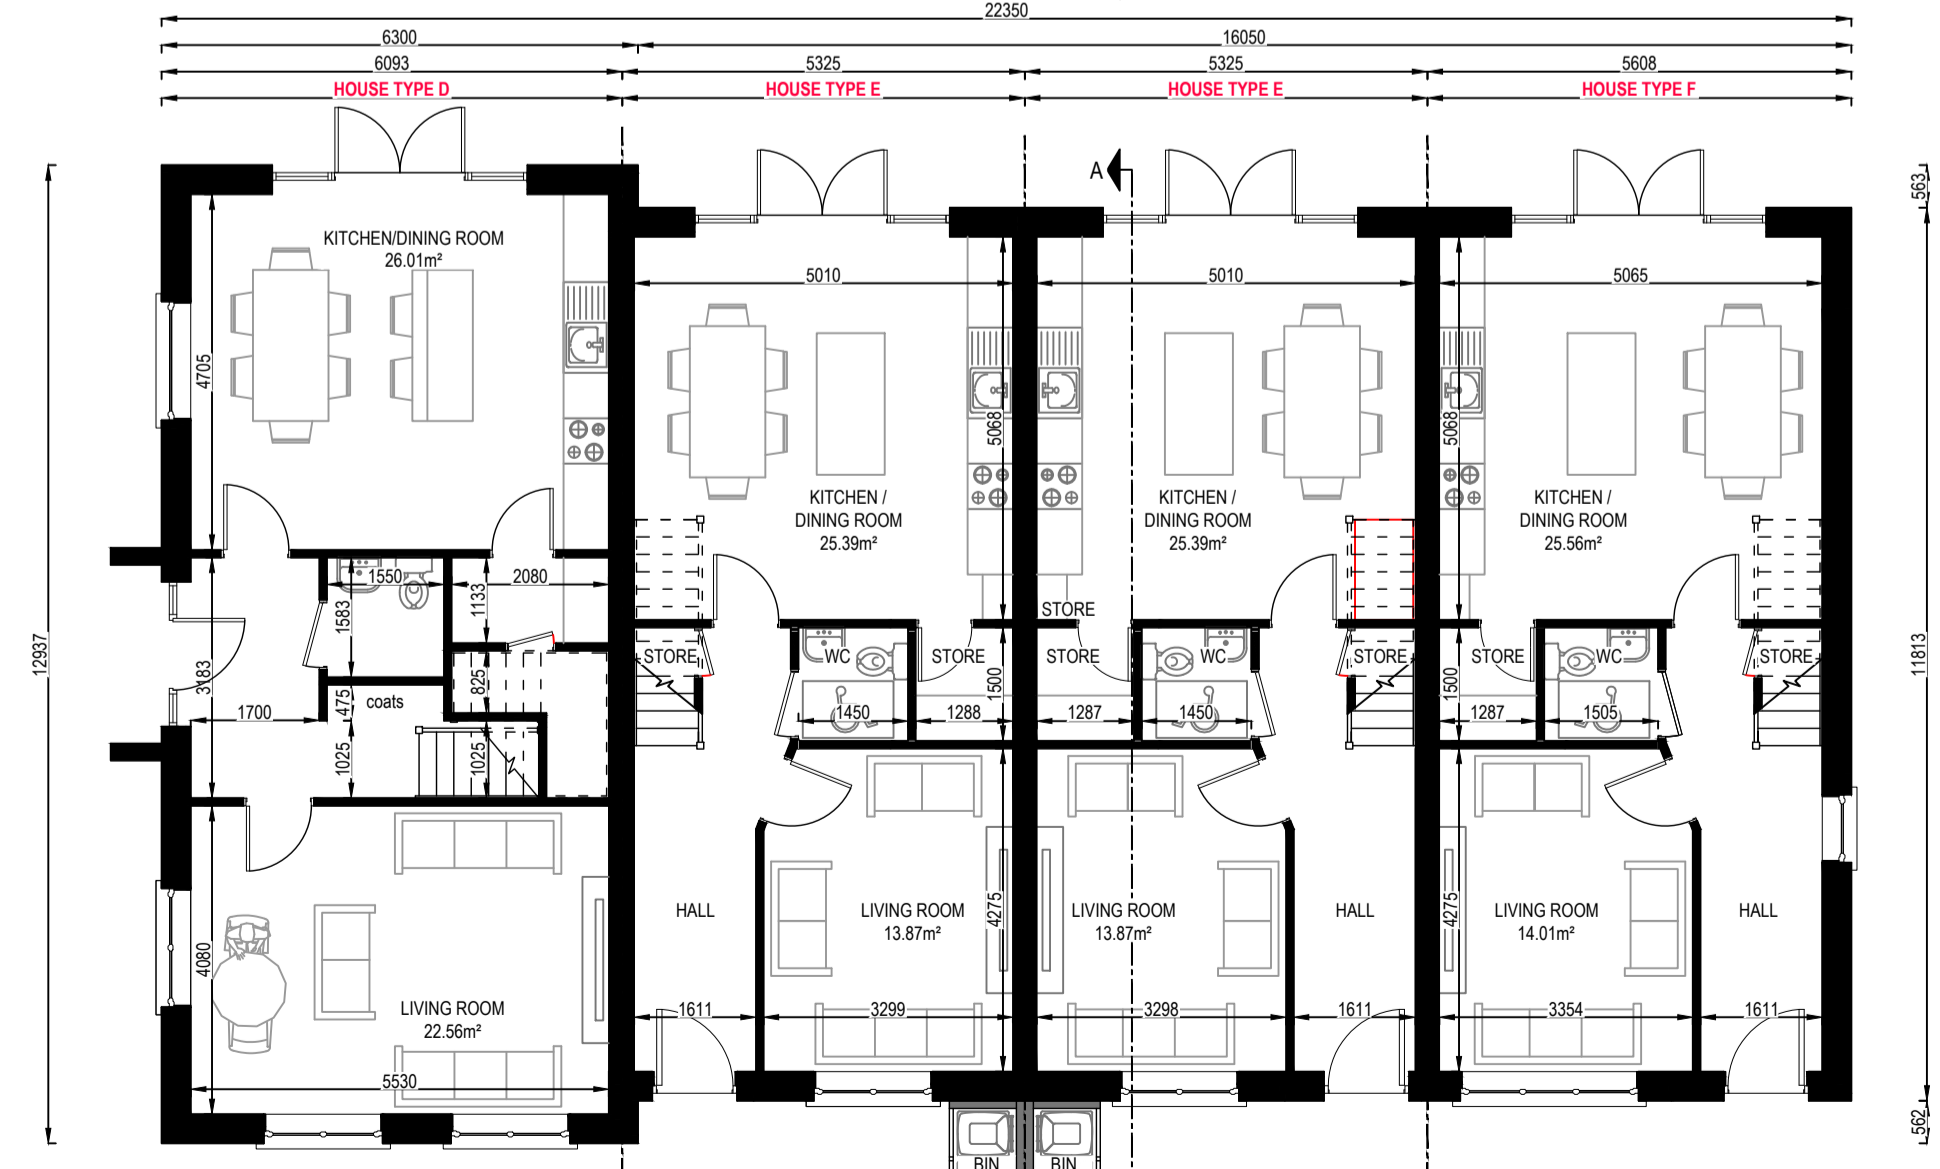 22350
6300
16050
6093
5325
5325
5608
HOUSE TYPE D
HOUSE TYPE E
HOUSE TYPE E
HOUSE TYPE F
A
563
KITCHEN/DINING ROOM
26.01m²
5010
5010
5065
4705
5068
5068
KITCHEN /
DINING ROOM
25.39m²
KITCHEN /
DINING ROOM
25.39m²
KITCHEN /
DINING ROOM
25.56m²
1550
2080
1583
1133
STORE
12937
11813
STORE
WC
STORE
STORE
WC
STORE
STORE
WC
STORE
31833
825
1500
1500
475
coats
1700
1450
1288
1287
1450
1287
1505
1025
1025
HALL
LIVING ROOM
13.87m²
LIVING ROOM
13.87m²
HALL
LIVING ROOM
14.01m²
HALL
4275
4275
4080
LIVING ROOM
22.56m²
1611
3299
3298
1611
3354
1611
5530
562
BIN
BIN